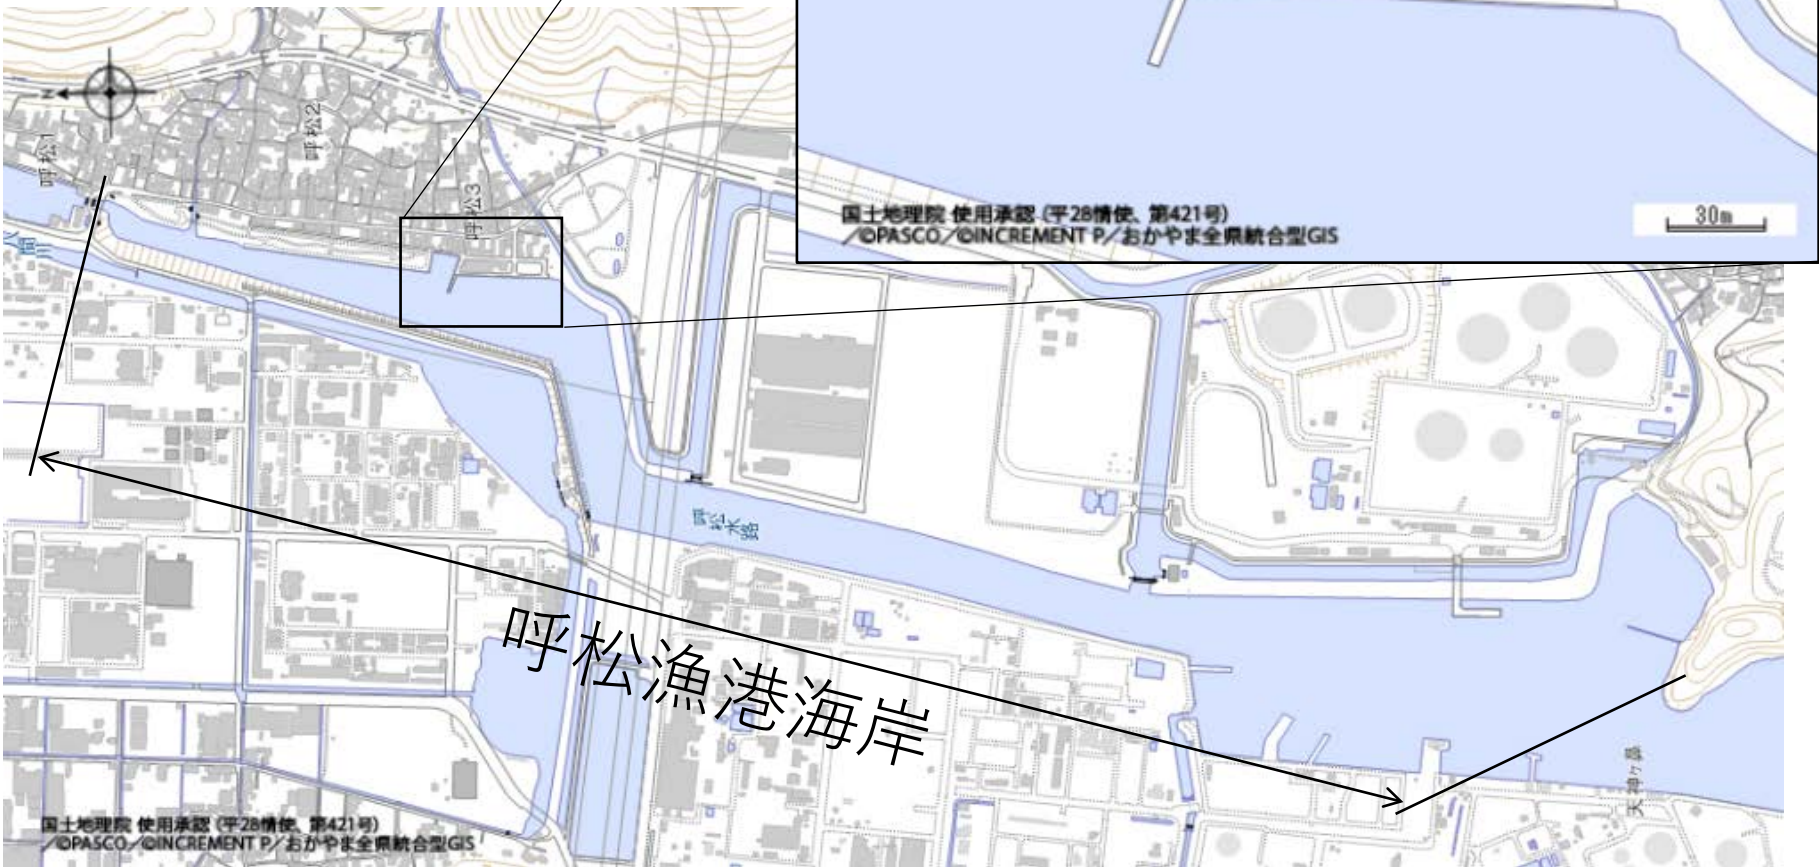 N
呼松1
呼松2
呼松3
国土地理院 使用承認 (平28情使、第421号)
/©PASCO/©INCREMENT P/おかやま全県統合型GIS
30m
呼松水路
呼松漁港海岸
天神ヶ鼻
国土地理院 使用承認 (平28情使、第421号)
/©PASCO/©INCREMENT P/おかやま全県統合型GIS